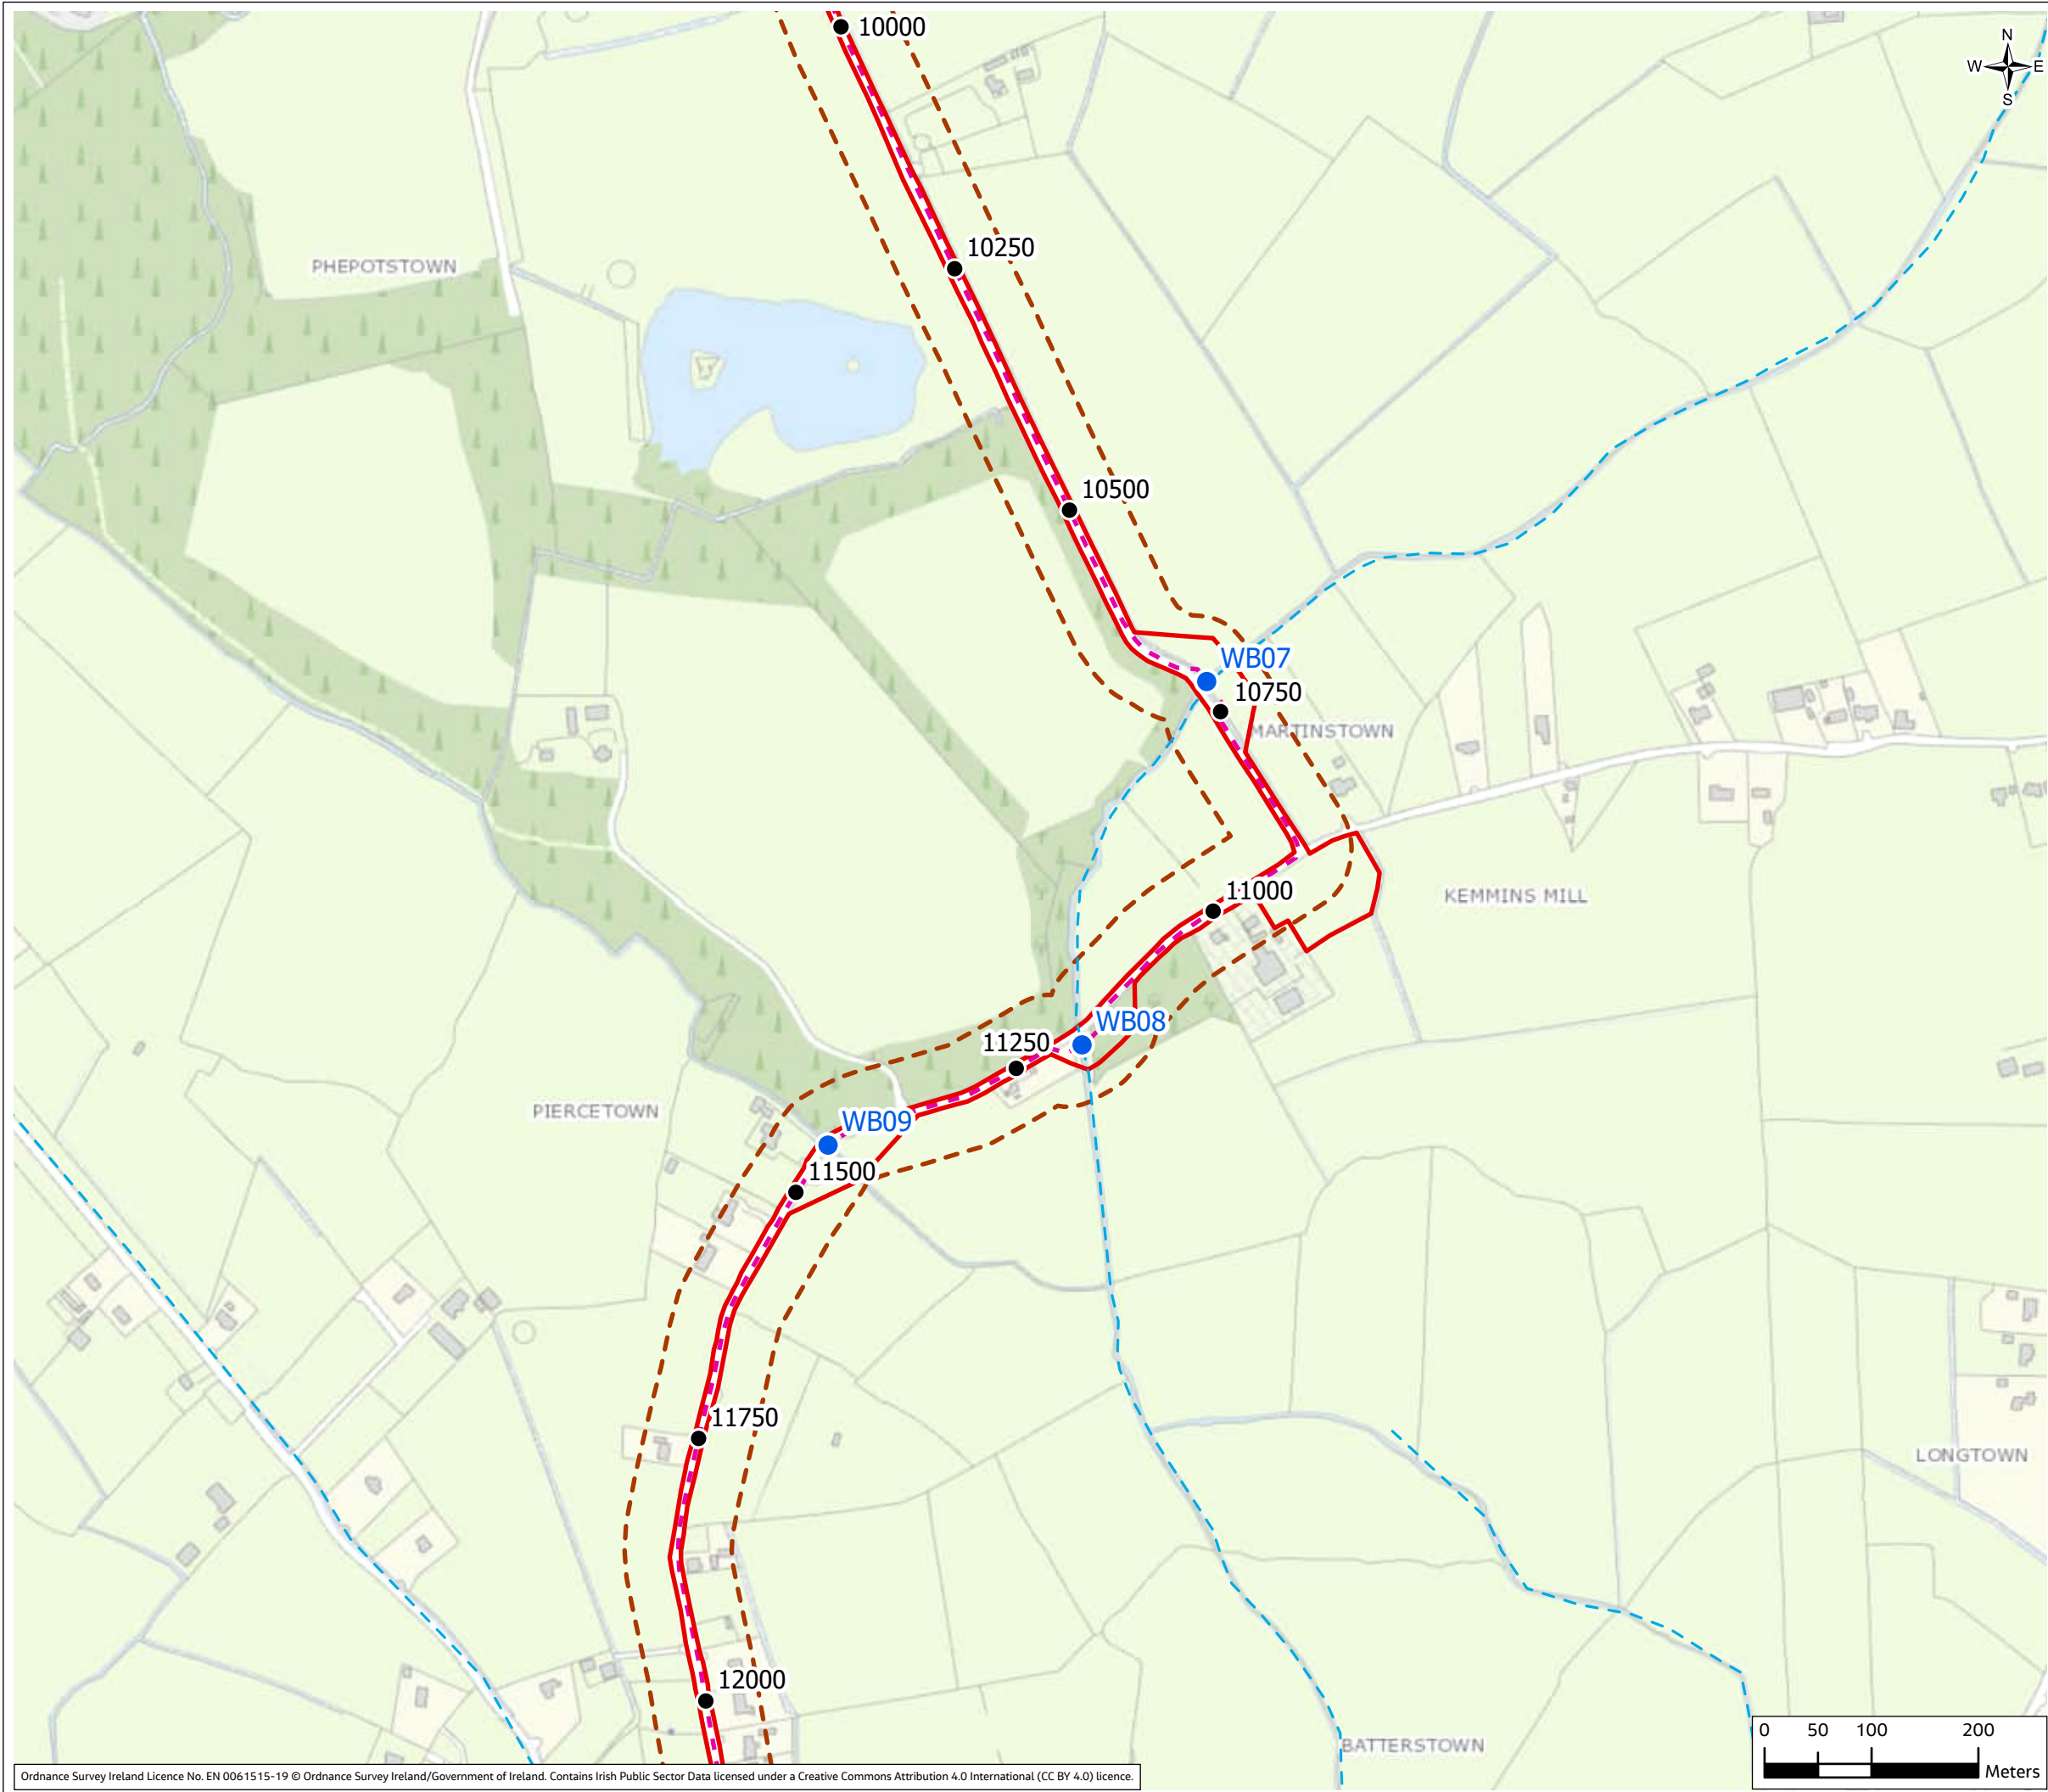 10000
N
W E
S
10250
PHEPOTSTOWN
10500
WB07
10750
MARTINSTOWN
11000
KEMMINS MILL
WB08
11250
PIERCETOWN
WB09
11500
11750
LONGTOWN
12000
BATTERSTOWN
0 50 100 200
Meters
Ordnance Survey Ireland Licence No. EN 0061515-19 © Ordnance Survey Ireland/Government of Ireland. Contains Irish Public Sector Data licensed under a Creative Commons Attribution 4.0 International (CC BY 4.0) licence.